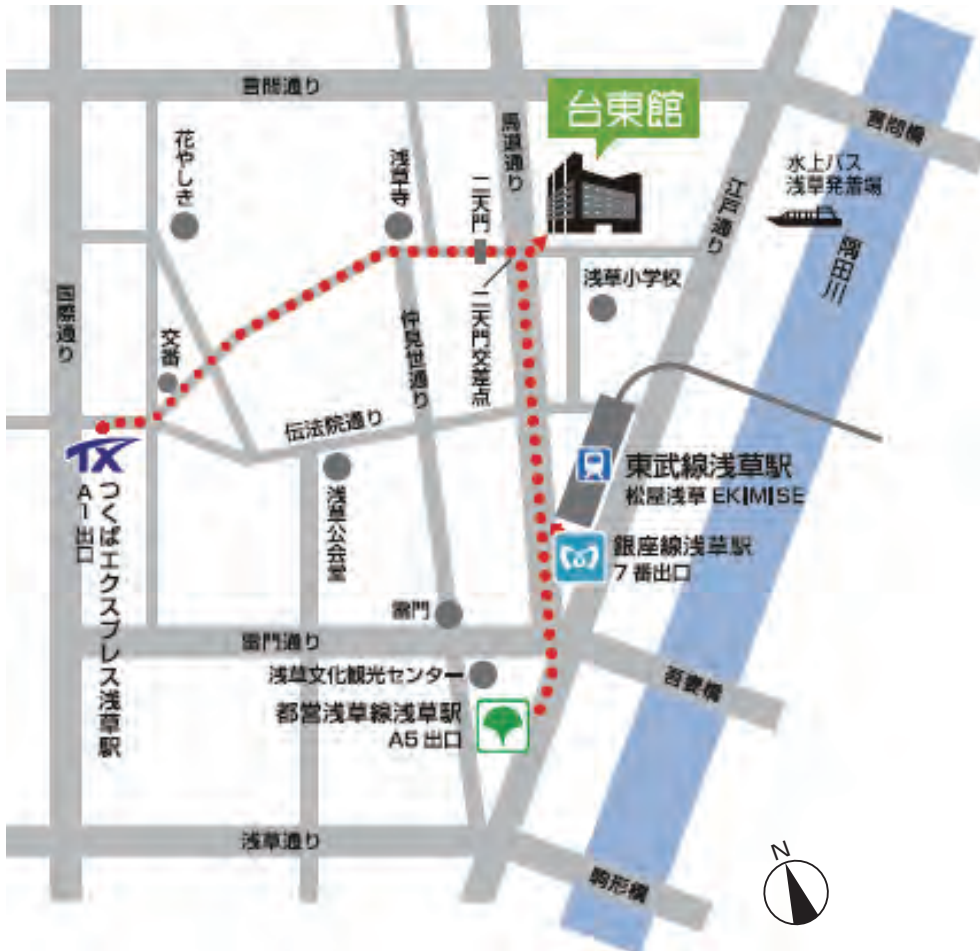 言問通り
台東館
馬道通り
言問橋
花やしき
浅草寺
二天門
水上バス
浅草発着場
江戸通り
隅田川
浅草小学校
国際通り
交番
仲見世通り
二天門交差点
伝法院通り
TX
つくばエクスプレス浅草駅
A1出口
浅草公会堂
東武線浅草駅
松屋浅草 EKIMISE
銀座線浅草駅
7番出口
雷門
雷門通り
浅草文化観光センター
吾妻橋
都営浅草線浅草駅
A5出口
浅草通り
駒形橋
N